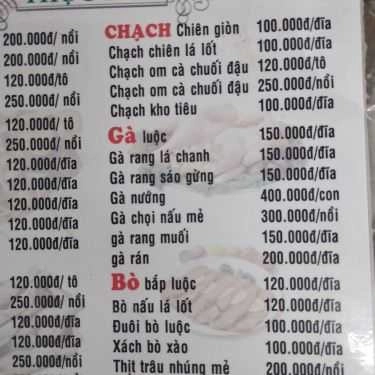 200.000đ/ nồi
200.000đ/ nồi
120.000đ/tô
250.000đ/ nồi
120.000đ/ tô
250.000đ/ nồi
120.000đ/đĩa
120.000đ/đĩa
120.000đ/đĩa
120.000đ/đĩa
120.000đ/đĩa
120.000đ/ tô
250.000đ/ nồi
120.000đ/đĩa
120.000đ/đĩa
250.000đ/ nồi
CHẠCH Chiên giòn 100.000đ/đĩa
Chạch chiên lá lốt 100.000đ/đĩa
Chạch om cà chuối đậu 120.000đ/tô
Chạch om cà chuối đậu 250.000đ/nồi
Chạch kho tiêu 100.000đ/đĩa
Gà luộc 150.000đ/đĩa
Gà rang lá chanh 150.000đ/đĩa
Gà rang sáo gừng 150.000đ/đĩa
Gà nướng 400.000đ/con
Gà chọi nấu mẻ 300.000đ/nồi
gà rang muối 150.000đ/đĩa
gà rán 200.000đ/đĩa
Bò bắp luộc 120.000đ/đĩa
Bò nấu lá lốt 120.000đ/đĩa
Đuôi bò luộc 100.000đ/đĩa
Xách bò xào 100.000đ/đĩa
Thịt trâu nhúng mẻ 200.000đ/nồi